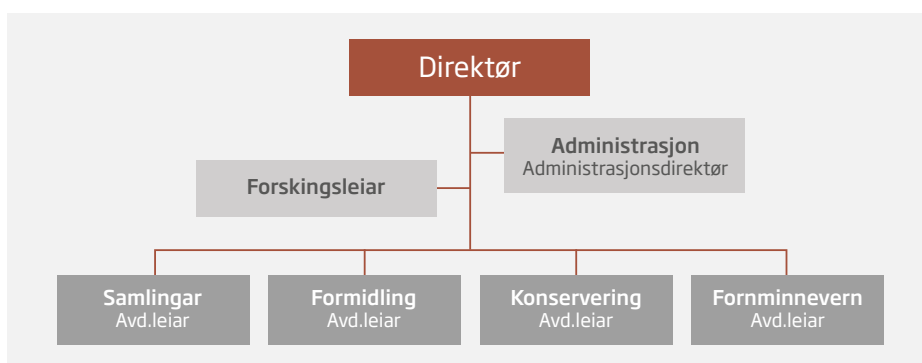 Direktør
Administrasjon
Administrasjonsdirektør
Forskingsleiar
Samlingar
Avd.leiar
Formidling
Avd.leiar
Konservering
Avd.leiar
Fornminnevern
Avd.leiar